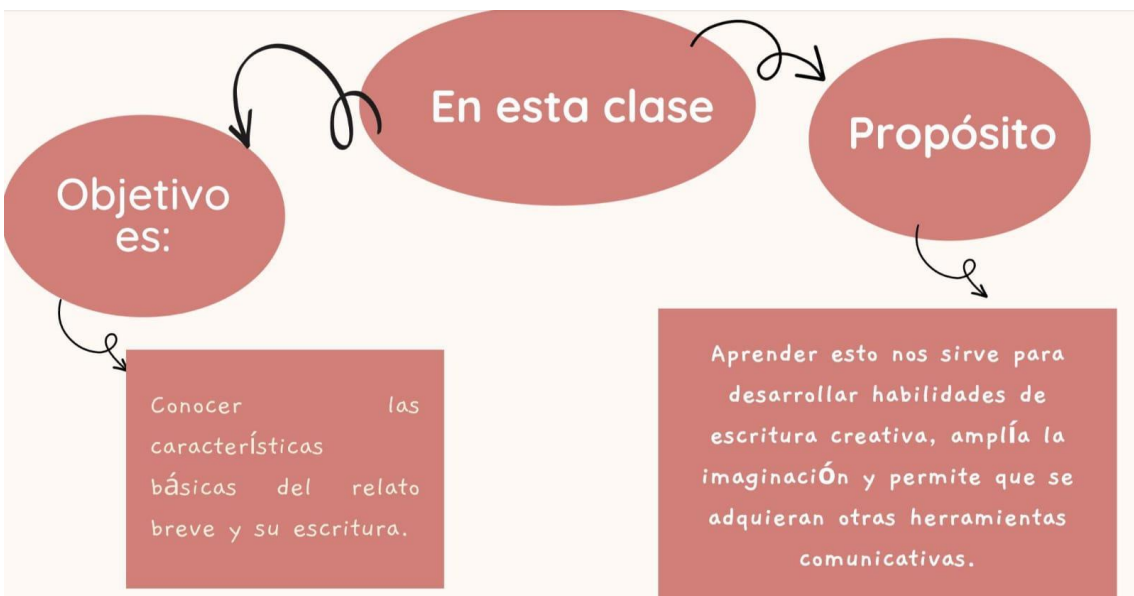 En esta clase
Propósito
Objetivo
es:
Conocer las
características
básicas del relato
breve y su escritura.
Aprender esto nos sirve para
desarrollar habilidades de
escritura creativa, amplía la
imaginación y permite que se
adquieran otras herramientas
comunicativas.